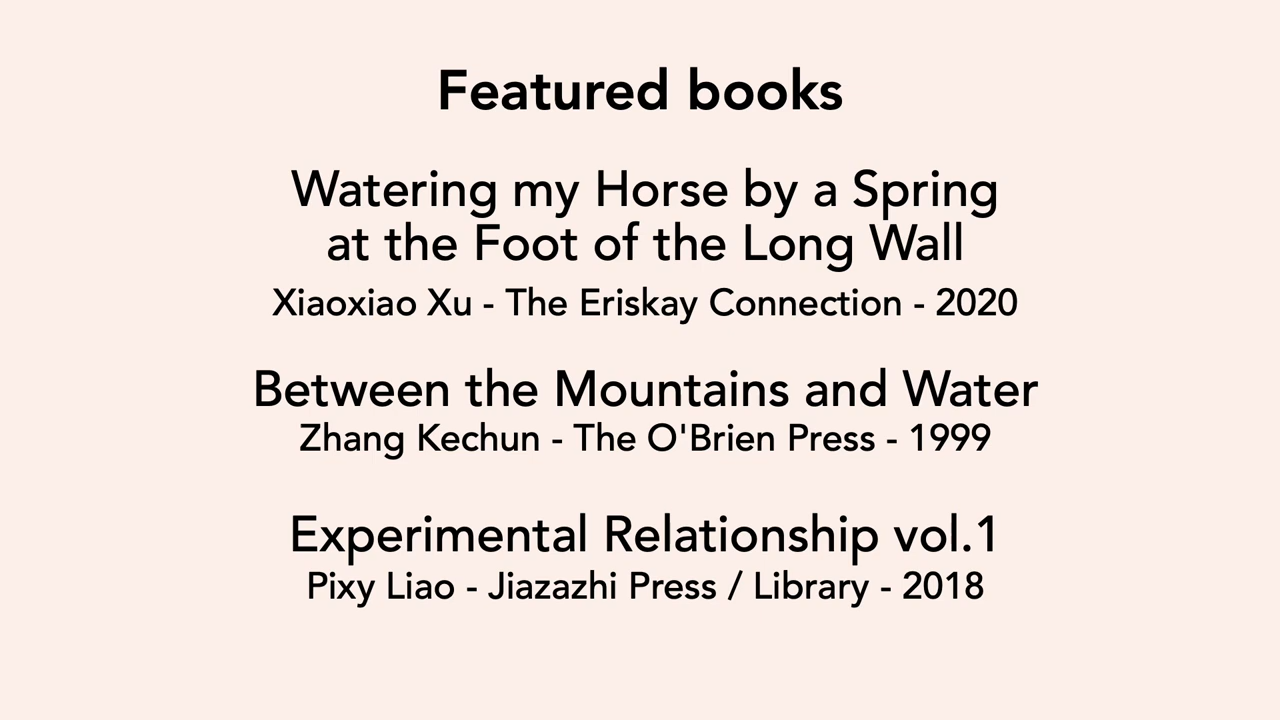 Featured books
Watering my Horse by a Spring
at the Foot of the Long Wall
Xiaoxiao Xu - The Eriskay Connection - 2020
Between the Mountains and Water
Zhang Kechun - The O'Brien Press - 1999
Experimental Relationship vol.1
Pixy Liao - Jiazazhi Press / Library - 2018